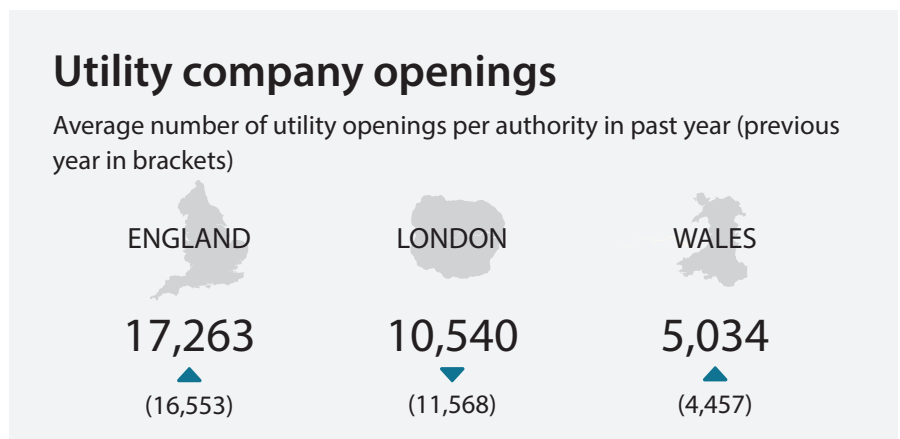 Utility company openings
Average number of utility openings per authority in past year (previous
year in brackets)
ENGLAND LONDON WALES
17,263 10,540 5,034
(16,553) (11,568) (4,457)